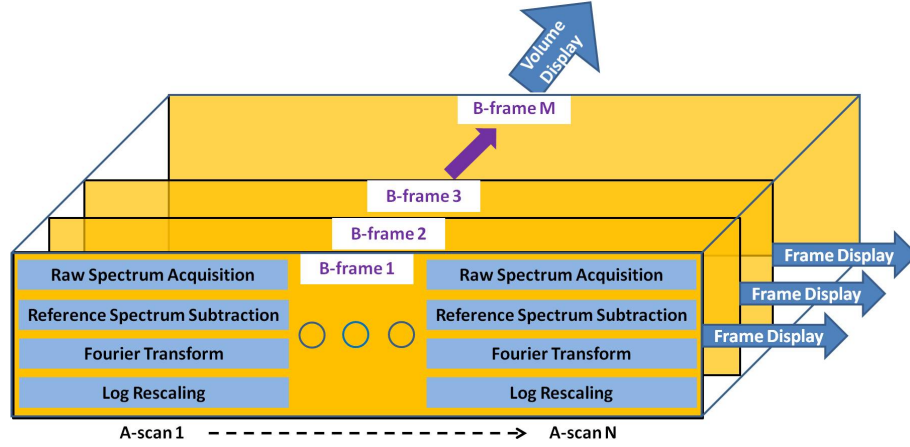 Volume
Display
B-frame M
B-frame 3
B-frame 2
B-frame 1
Raw Spectrum Acquisition
Reference Spectrum Subtraction
Fourier Transform
Log Rescaling
Raw Spectrum Acquisition
Reference Spectrum Subtraction
Fourier Transform
Log Rescaling
Frame Display
Frame Display
Frame Display
A-scan 1
A-scan N